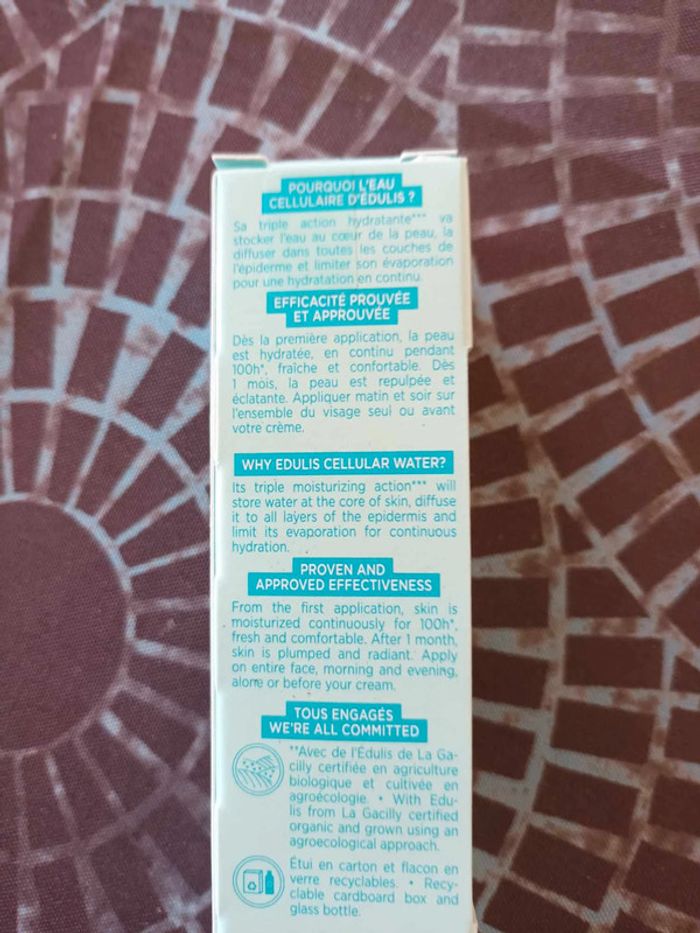 POURQUOI L'EAU
CELLULAIRE D'ÉDULIS ?
Sa triple action hydratante*** va
stocker l'eau au cœur de la peau, la
diffuser dans toutes les couches de
l'épiderme et limiter son évaporation
pour une hydratation en continu.
EFFICACITÉ PROUVÉE
ET APPROUVÉE
Dès la première application, la peau
est hydratée, en continu pendant
100h*, fraîche et confortable. Dès
1 mois, la peau est repulpée et
éclatante. Appliquer matin et soir sur
l'ensemble du visage seul ou avant
votre crème.
WHY EDULIS CELLULAR WATER?
Its triple moisturizing action*** will
store water at the core of skin, diffuse
it to all layers of the epidermis and
limit its evaporation for continuous
hydration.
PROVEN AND
APPROVED EFFECTIVENESS
From the first application, skin is
moisturized continuously for 100h*,
fresh and comfortable. After 1 month,
skin is plumped and radiant. Apply
on entire face, morning and evening,
alone or before your cream.
TOUS ENGAGÉS
WE'RE ALL COMMITTED
**Avec de l'Édulis de La Ga-
cilly certifiée en agriculture
biologique et cultivée en
agroécologie. • With Edu-
lis from La Gacilly certified
organic and grown using an
agroecological approach.
Étui en carton et flacon en
verre recyclables. • Recy-
clable cardboard box and
glass bottle.